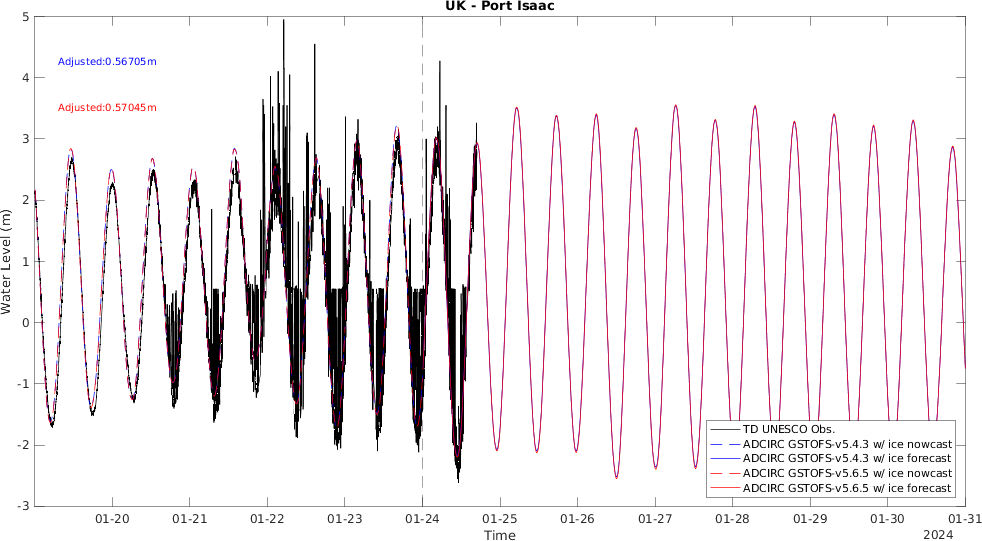 UK - Port Isaac
Adjusted:0.56705m
Adjusted:0.57045m
Water Level (m)
5
4
3
2
1
0
-1
-2
-3
TD UNESCO Obs.
ADCIRC GSTOFS-v5.4.3 w/ ice nowcast
ADCIRC GSTOFS-v5.4.3 w/ ice forecast
ADCIRC GSTOFS-v5.6.5 w/ ice nowcast
ADCIRC GSTOFS-v5.6.5 w/ ice forecast
01-20 01-21 01-22 01-23 01-24 01-25 01-26 01-27 01-28 01-29 01-30 01-31
Time
2024